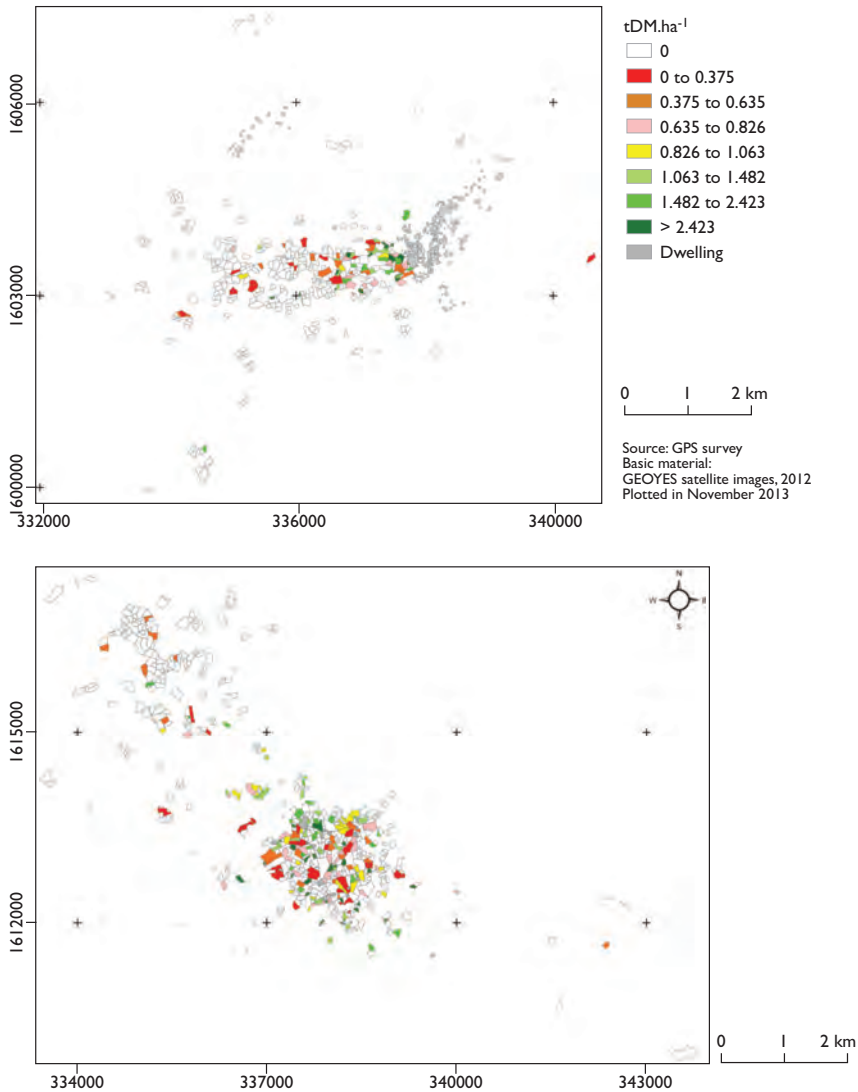 tDM.ha-1
0
0 to 0.375
0.375 to 0.635
0.635 to 0.826
0.826 to 1.063
1.063 to 1.482
1.482 to 2.423
> 2.423
Dwelling
0 1 2 km
Source: GPS survey
Basic material:
GEOYES satellite images, 2012
Plotted in November 2013
1606000
1603000
1600000
332000 336000 340000
N
W
S
1615000
1612000
334000 337000 340000 343000
0 1 2 km